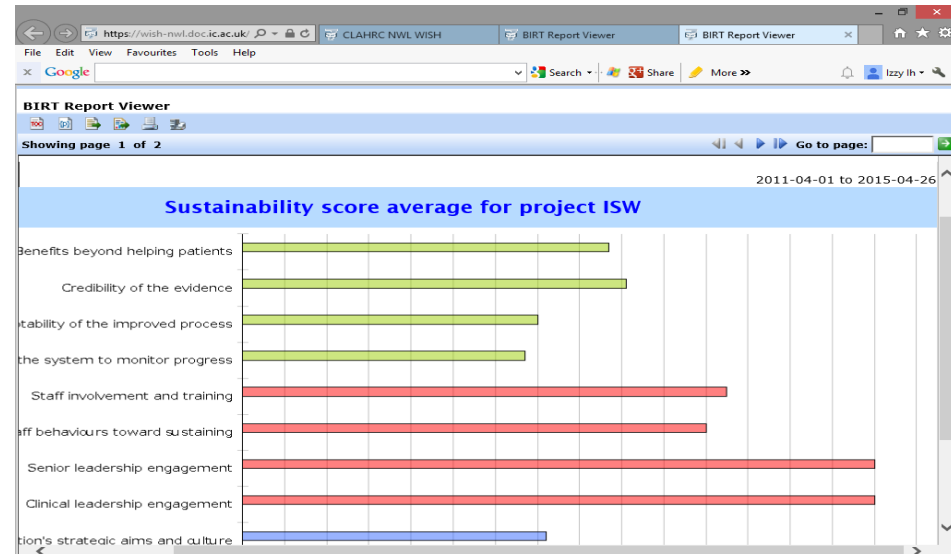 https://wish-nwl.doc.ic.ac.uk/ CLAHRC NWL WISH BIRT Report Viewer BIRT Report Viewer
File Edit View Favourites Tools Help
x Google Search Share More >> Izzy Ih
BIRT Report Viewer
Showing page 1 of 2 Go to page:
2011-04-01 to 2015-04-26
Sustainability score average for project ISW
Benefits beyond helping patients
Credibility of the evidence
tability of the improved process
the system to monitor progress
Staff involvement and training
aff behaviours toward sustaining
Senior leadership engagement
Clinical leadership engagement
tion's strategic aims and culture